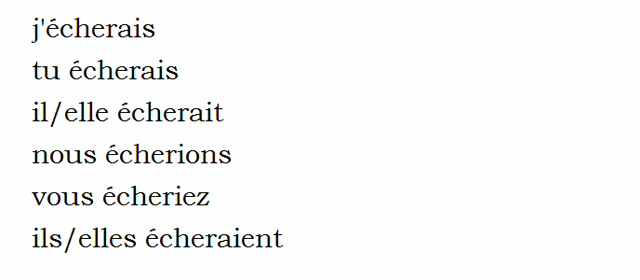 j'écherais
tu écherais
il/elle écherait
nous écherions
vous écheriez
ils/elles écheraient